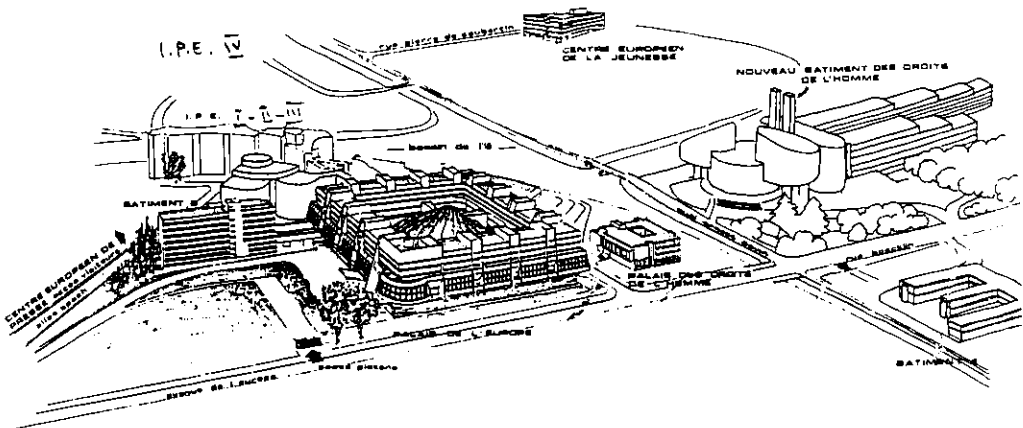 I.P.E. IV
rue pierre de coubertin
CENTRE EUROPEEN
DE LA JEUNESSE
NOUVEAU BATIMENT DES DROITS
DE L'HOMME
I.P.E. I-II-III
bassin de l'ill
BATIMENT
CENTRE EUROPEEN DE
PRESSE
allée
PALAIS DES DROITS
DE L'HOMME
PALAIS DE L'EUROPE
avenue de l'europe
BATIMENT